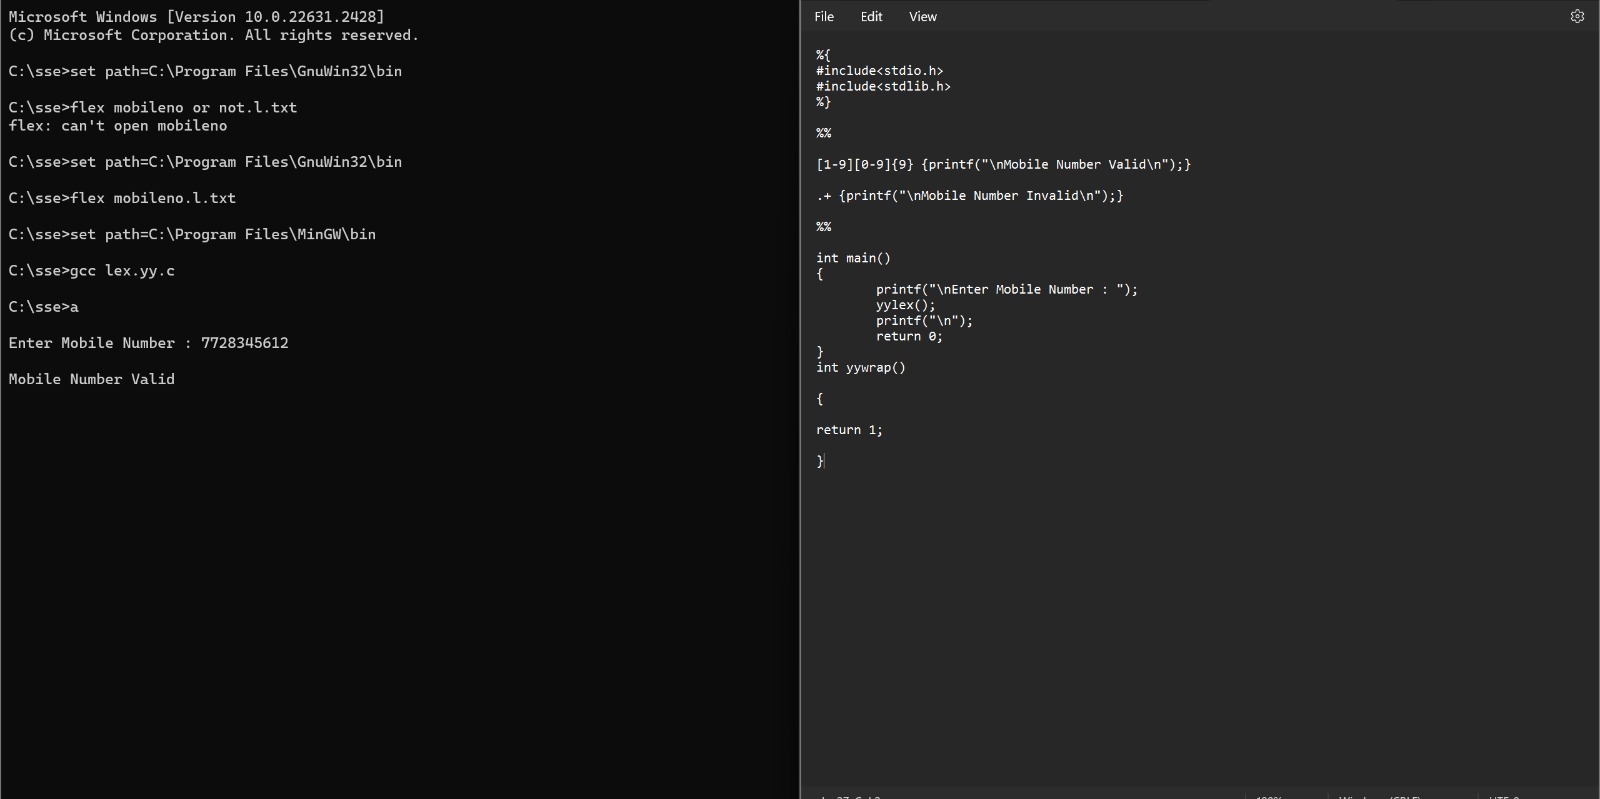 Microsoft Windows [Version 10.0.22631.2428]
(c) Microsoft Corporation. All rights reserved.
C:\sse>set path=C:\Program Files\GnuWin32\bin
C:\sse>flex mobileno or not.l.txt
flex: can't open mobileno
C:\sse>set path=C:\Program Files\GnuWin32\bin
C:\sse>flex mobileno.l.txt
C:\sse>set path=C:\Program Files\MinGW\bin
C:\sse>gcc lex.yy.c
C:\sse>a
Enter Mobile Number : 7728345612
Mobile Number Valid
File Edit View
%{
#include<stdio.h>
#include<stdlib.h>
%}
%%
[1-9][0-9]{9} {printf("\nMobile Number Valid\n");}
.+ {printf("\nMobile Number Invalid\n");}
%%
int main()
{
printf("\nEnter Mobile Number : ");
yylex();
printf("\n");
return 0;
}
int yywrap()
{
return 1;
}